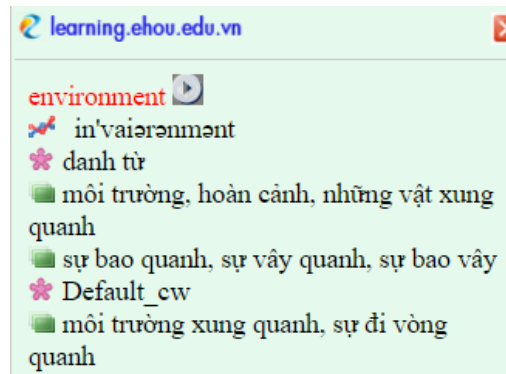 learning.ehou.edu.vn
environment
in'vaiərənmənt
danh từ
môi trường, hoàn cảnh, những vật xung
quanh
sự bao quanh, sự vây quanh, sự bao vây
Default_cw
môi trường xung quanh, sự đi vòng
quanh